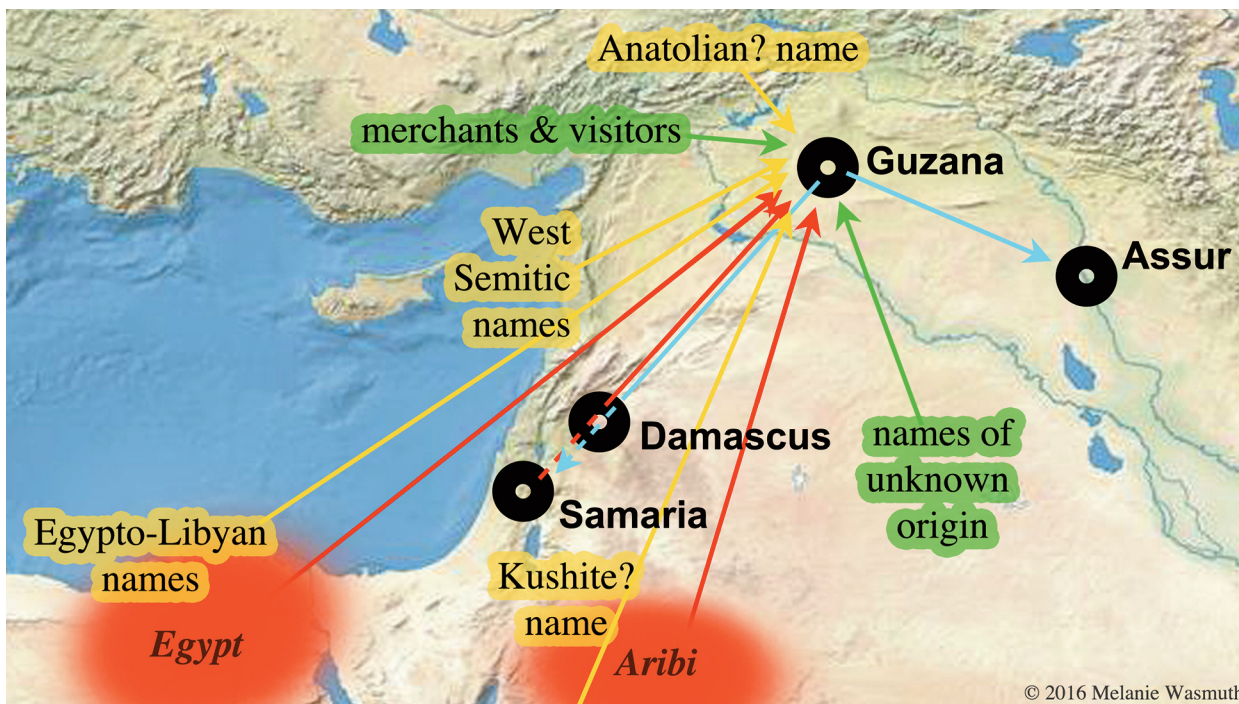 Anatolian? name
merchants & visitors
Guzana
West
Semitic
names
Assur
Damascus
names of
unknown
origin
Samaria
Egypto-Libyan
names
Kushite?
name
Egypt
Aribi
© 2016 Melanie Wasmuth